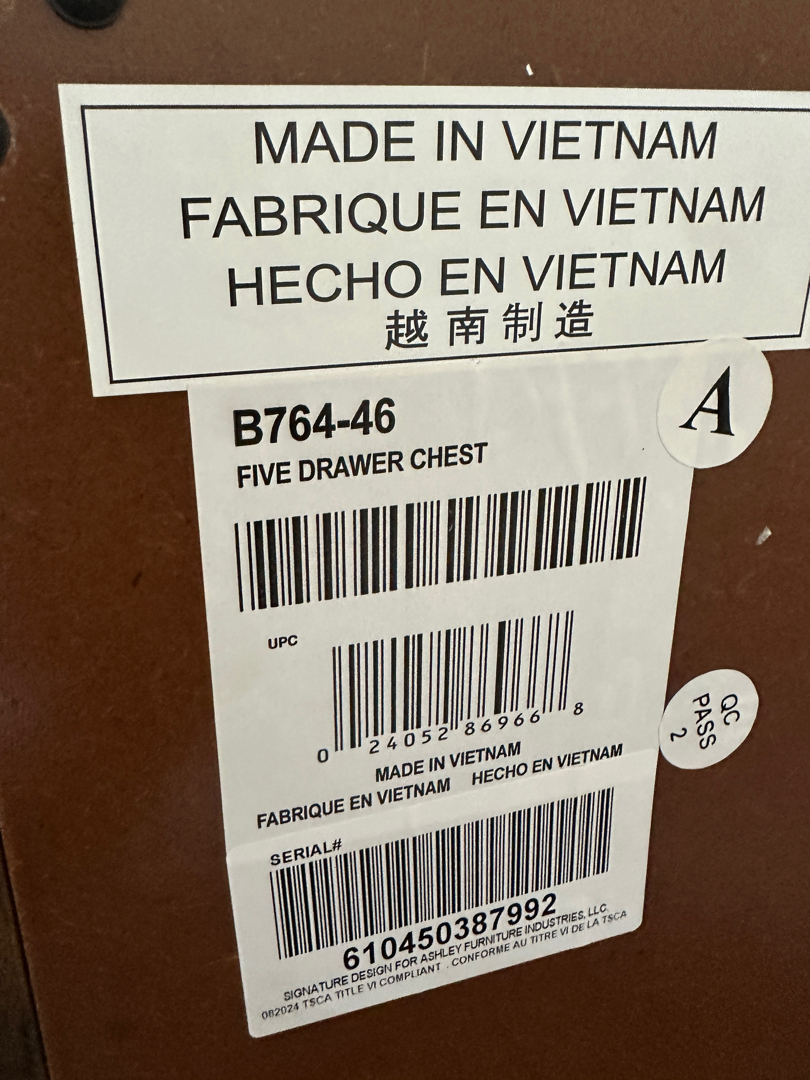 MADE IN VIETNAM
FABRIQUE EN VIETNAM
HECHO EN VIETNAM
越南制造
A
B764-46
FIVE DRAWER CHEST
UPC
0 24052 86966 8
MADE IN VIETNAM
FABRIQUE EN VIETNAM HECHO EN VIETNAM
QC
PASS
2
SERIAL#
610450387992
SIGNATURE DESIGN FOR ASHLEY FURNITURE INDUSTRIES, LLC.
082024 TSCA TITLE VI COMPLIANT . CONFORME AU TITRE VI DE LA TSCA